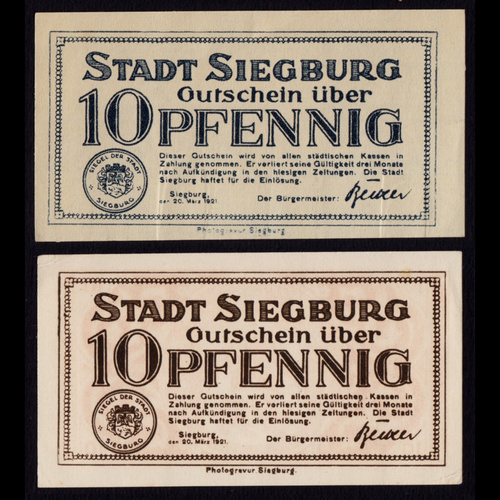 STADT SIEGBURG
Gutschein über
10 PFENNIG
Dieser Gutschein wird von allen städtischen Kassen in
Zahlung genommen. Er verliert seine Gültigkeit drei Monate
nach Aufkündigung in den hiesigen Zeitungen. Die Stadt
Siegburg haftet für die Einlösung.
SIEGEL DER STADT
SIEGBURG
Siegburg,
den 20. März 1921.
Der Bürgermeister:
Photogravur Siegburg.
STADT SIEGBURG
Gutschein über
10 PFENNIG
Dieser Gutschein wird von allen städtischen Kassen in
Zahlung genommen. Er verliert seine Gültigkeit drei Monate
nach Aufkündigung in den hiesigen Zeitungen. Die Stadt
Siegburg haftet für die Einlösung.
SIEGEL DER STADT
SIEGBURG
Siegburg,
den 20. März 1921.
Der Bürgermeister:
Photogravur Siegburg.